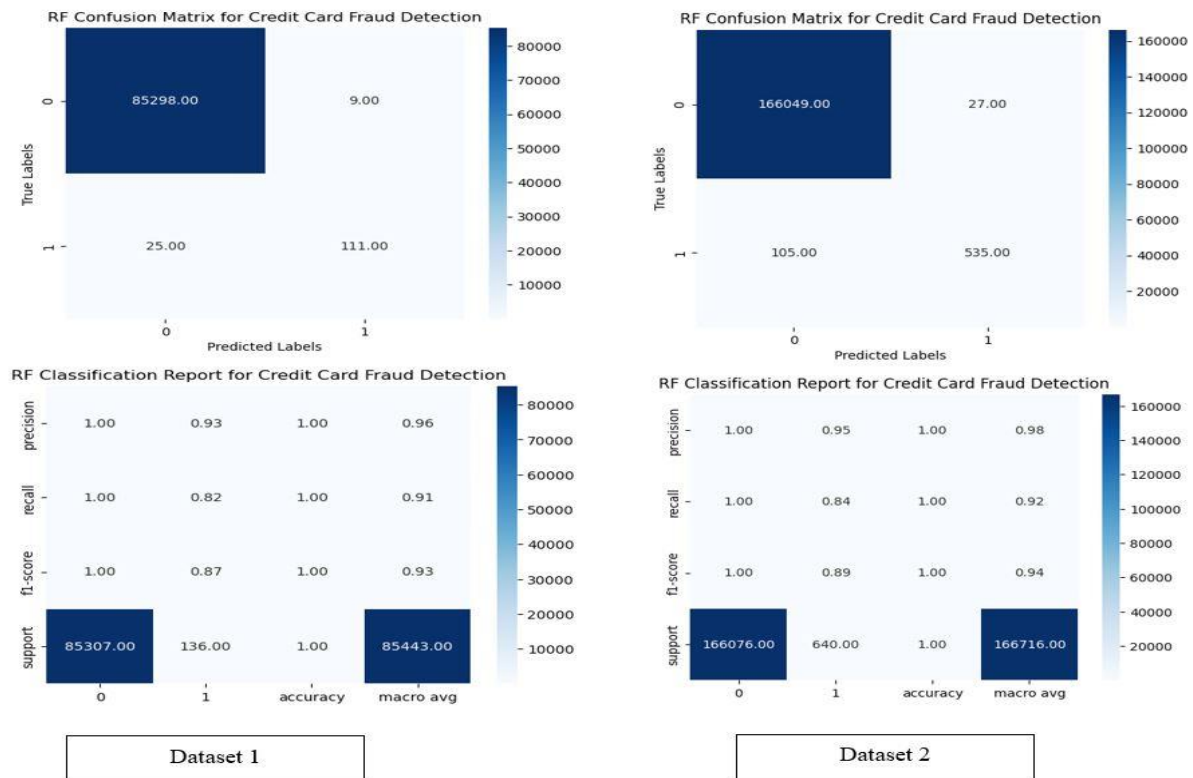 RF Confusion Matrix for Credit Card Fraud Detection
80000
70000
60000
50000
40000
30000
20000
10000
0
1
True Labels
85298.00 9.00
25.00 111.00
0 1
Predicted Labels
RF Confusion Matrix for Credit Card Fraud Detection
160000
140000
120000
100000
80000
60000
40000
20000
0
1
True Labels
166049.00 27.00
105.00 535.00
0 1
Predicted Labels
RF Classification Report for Credit Card Fraud Detection
80000
70000
60000
50000
40000
30000
20000
10000
precision 1.00 0.93 1.00 0.96
recall 1.00 0.82 1.00 0.91
f1-score 1.00 0.87 1.00 0.93
support 85307.00 136.00 1.00 85443.00
0 1 accuracy macro avg
RF Classification Report for Credit Card Fraud Detection
160000
140000
120000
100000
80000
60000
40000
20000
precision 1.00 0.95 1.00 0.98
recall 1.00 0.84 1.00 0.92
f1-score 1.00 0.89 1.00 0.94
support 166076.00 640.00 1.00 166716.00
0 1 accuracy macro avg
Dataset 1
Dataset 2